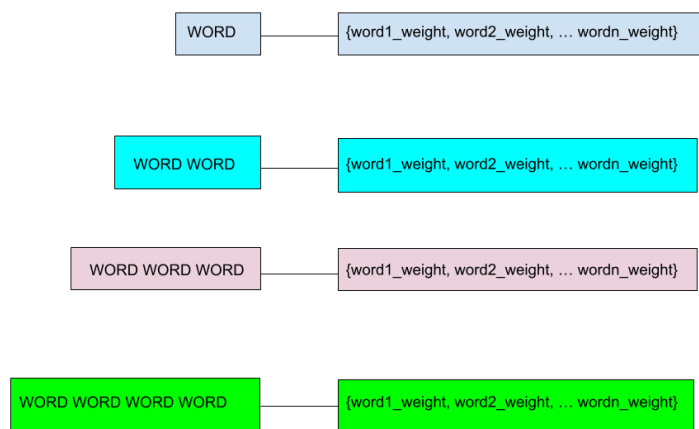 WORD {word1_weight, word2_weight, … wordn_weight}
WORD WORD {word1_weight, word2_weight, … wordn_weight}
WORD WORD WORD {word1_weight, word2_weight, … wordn_weight}
WORD WORD WORD WORD {word1_weight, word2_weight, … wordn_weight}